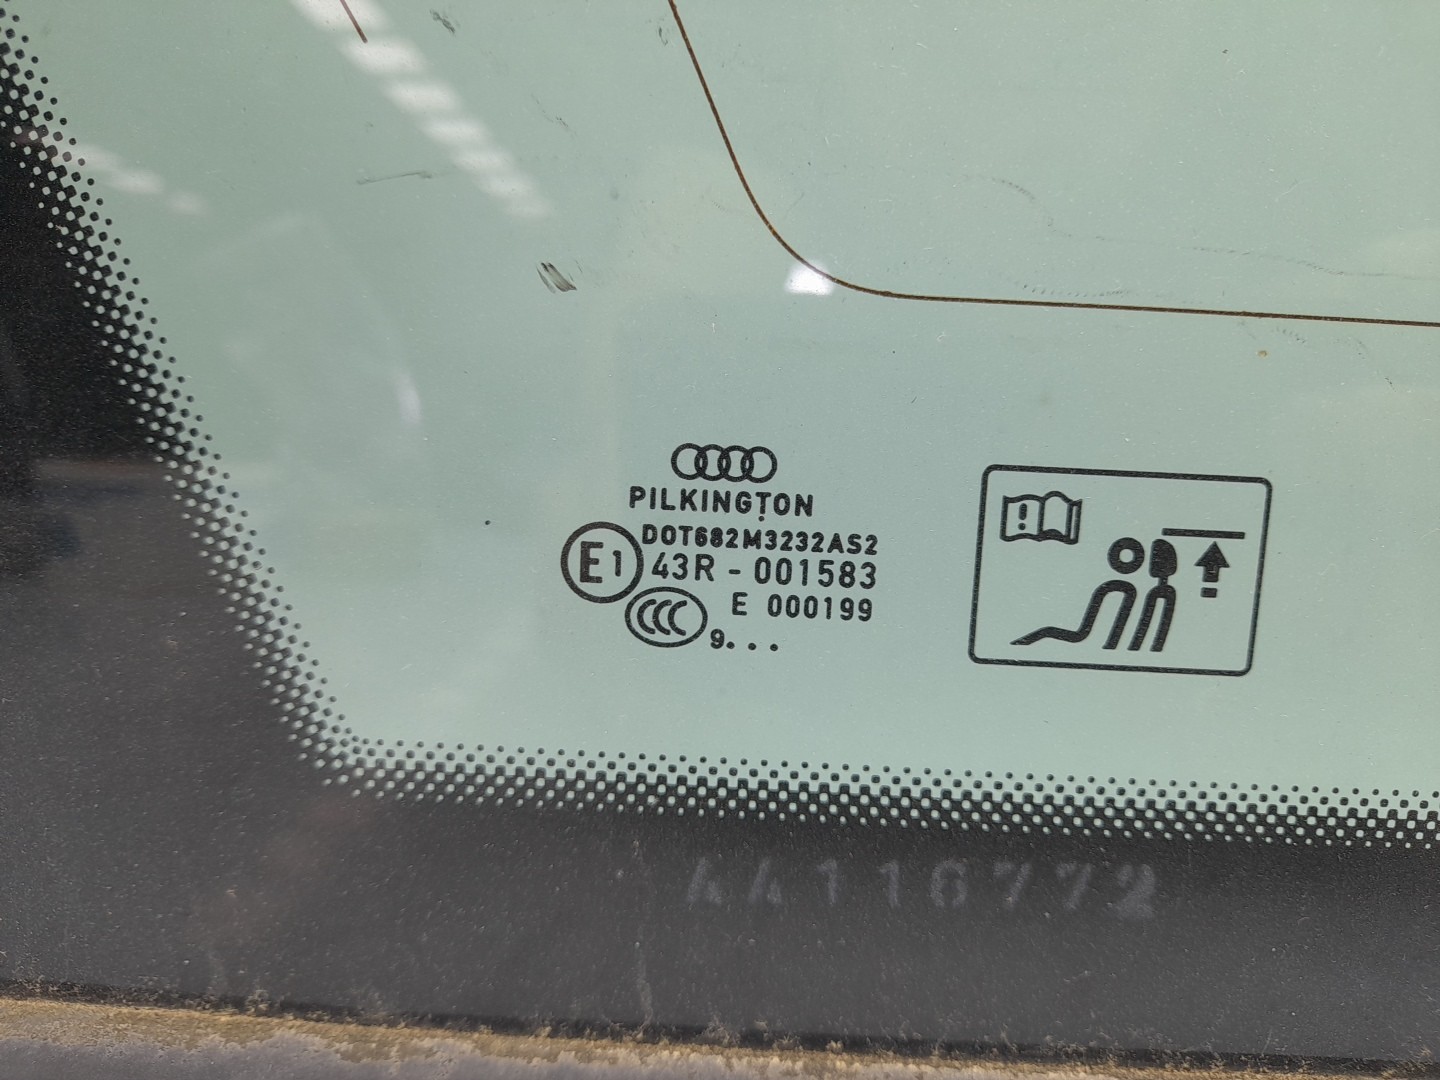 PILKINGTON
DOT682M3232AS2
E1 43R - 001583
E 000199
CCC 9...
44116772